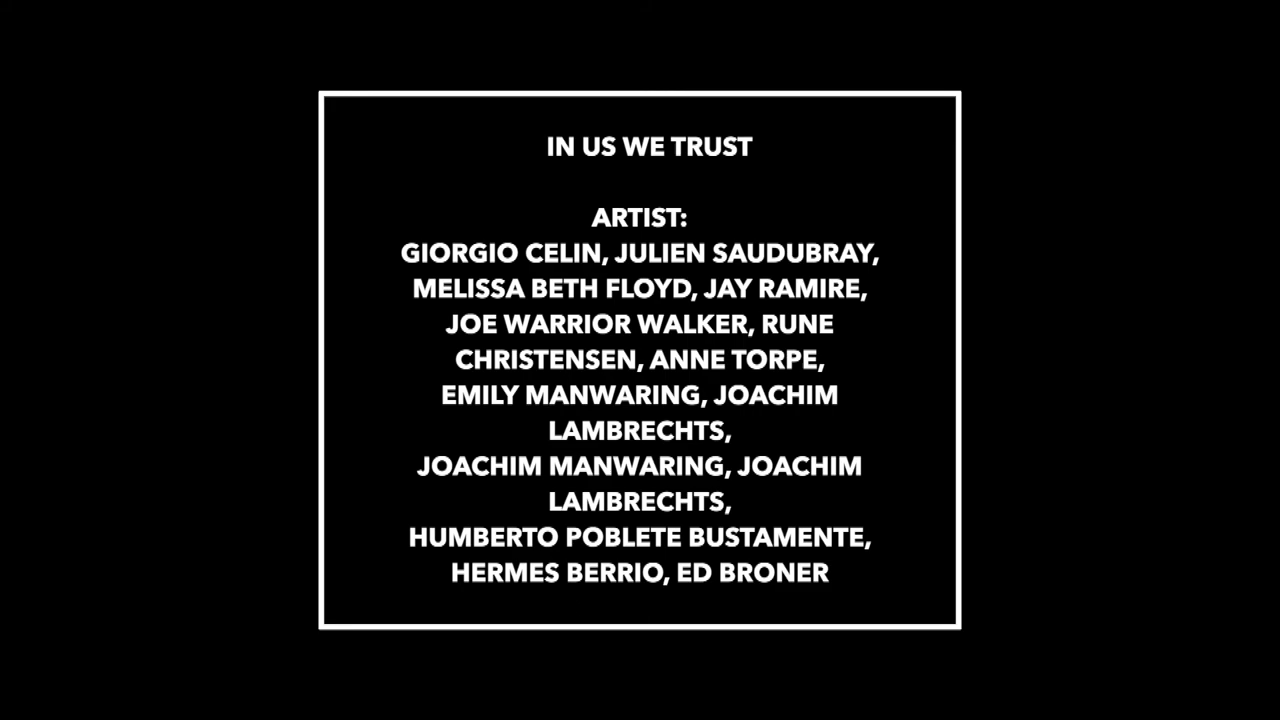 IN US WE TRUST
ARTIST:
GIORGIO CELIN, JULIEN SAUDUBRAY,
MELISSA BETH FLOYD, JAY RAMIRE,
JOE WARRIOR WALKER, RUNE
CHRISTENSEN, ANNE TORPE,
EMILY MANWARING, JOACHIM
LAMBRECHTS,
JOACHIM MANWARING, JOACHIM
LAMBRECHTS,
HUMBERTO POBLETE BUSTAMENTE,
HERMES BERRIO, ED BRONER